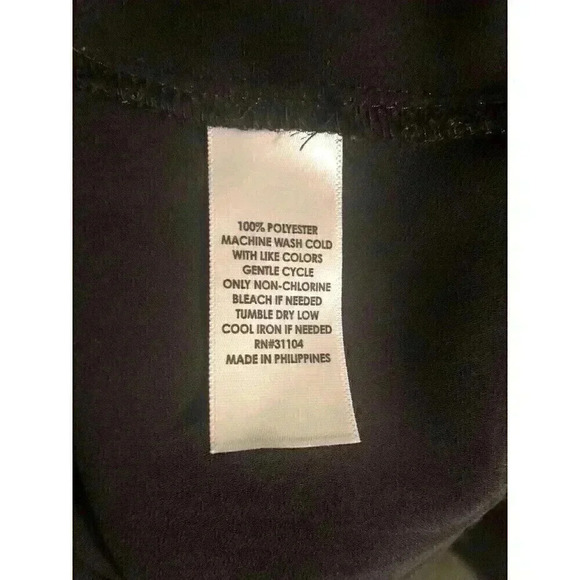 100% POLYESTER
MACHINE WASH COLD
WITH LIKE COLORS
GENTLE CYCLE
ONLY NON-CHLORINE
BLEACH IF NEEDED
TUMBLE DRY LOW
COOL IRON IF NEEDED
RN#31104
MADE IN PHILIPPINES